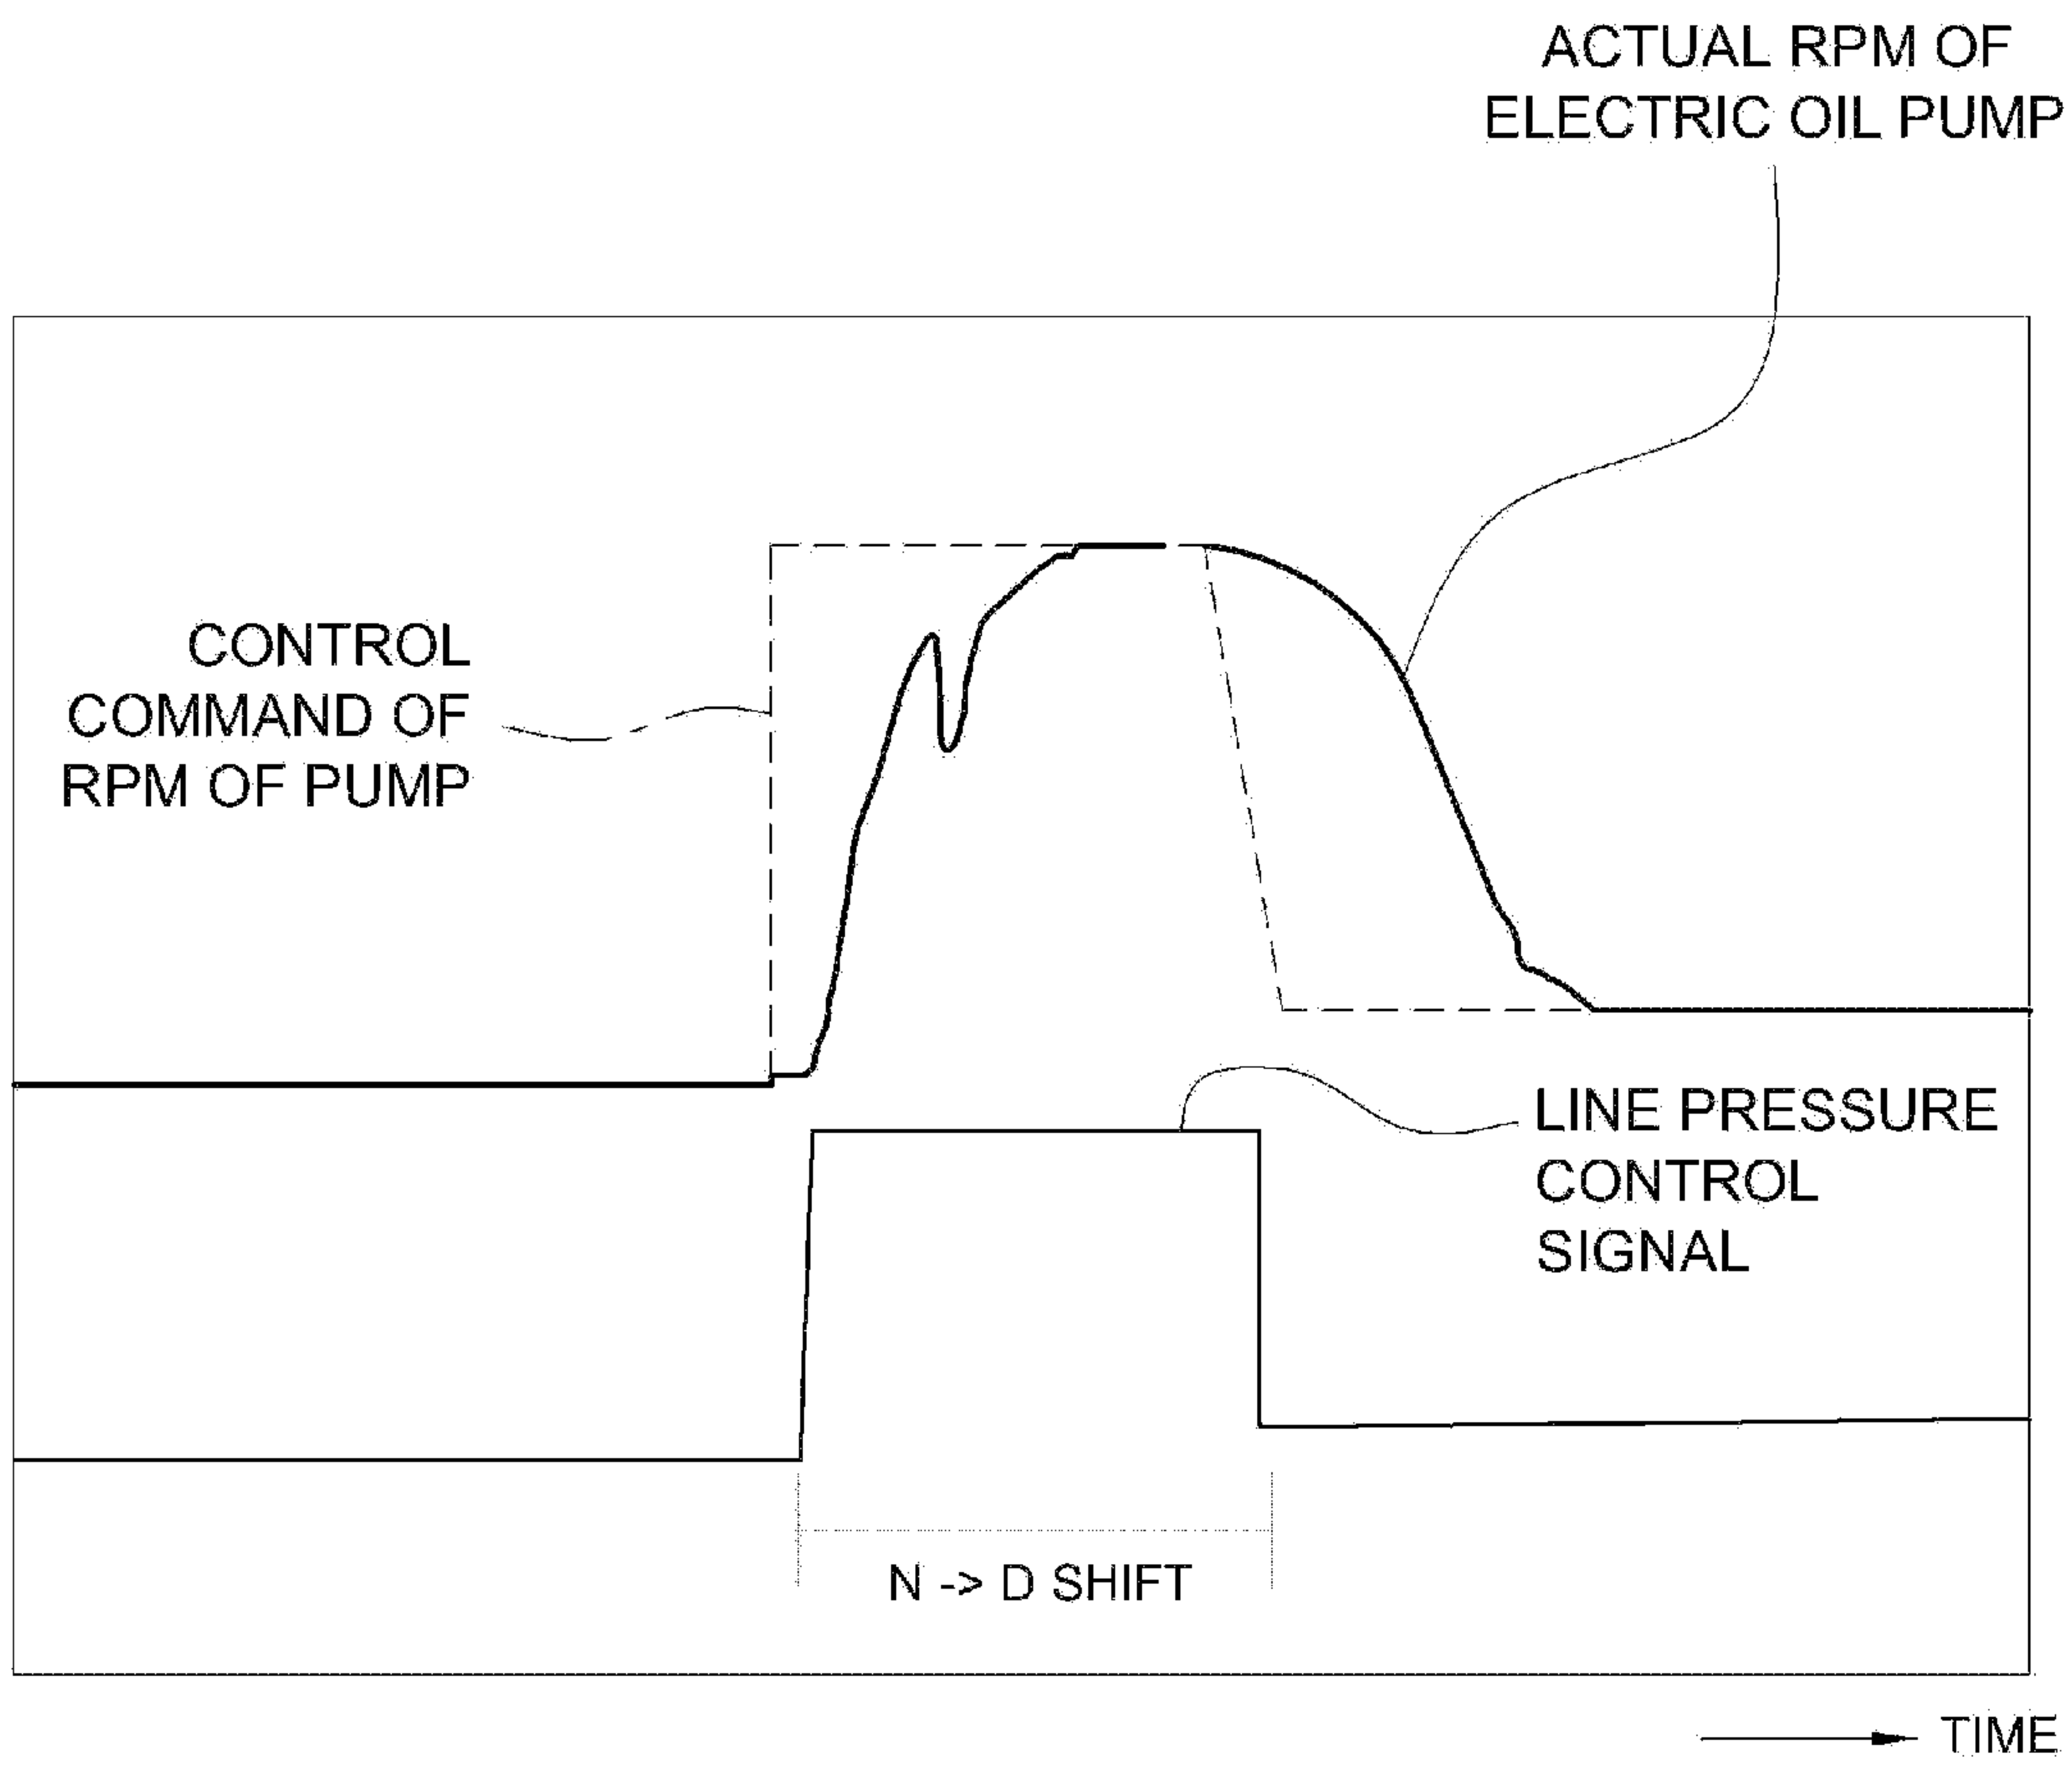 ACTUAL RPM OF
ELECTRIC OIL PUMP
CONTROL
COMMAND OF
RPM OF PUMP
LINE PRESSURE
CONTROL
SIGNAL
N -> D SHIFT
TIME